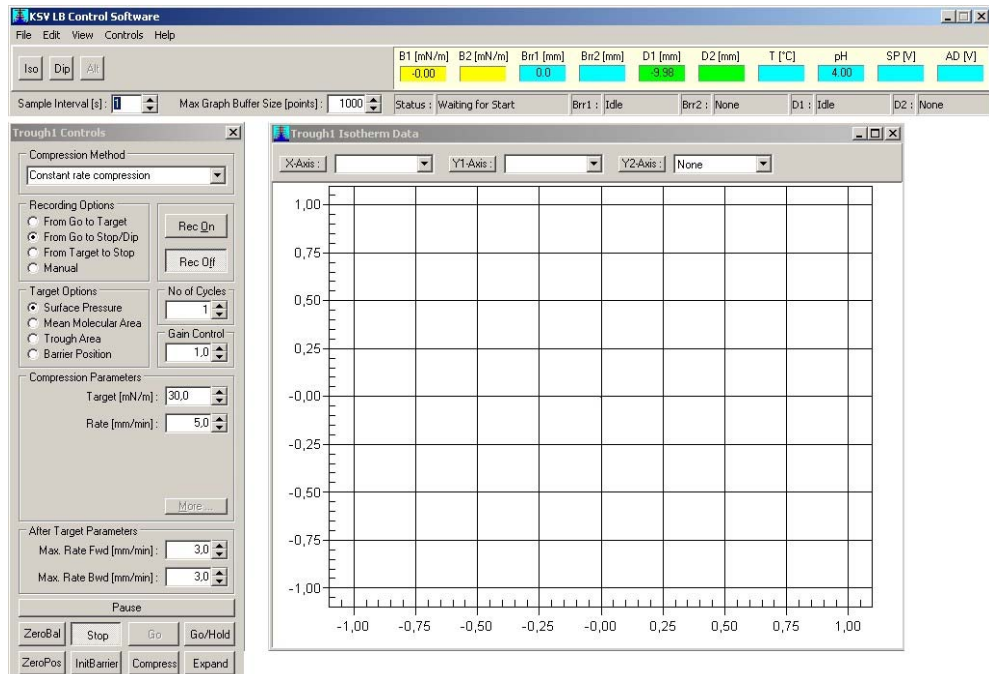 KSV LB Control Software
File Edit View Controls Help
Iso Dip Alt
B1 [mN/m] B2 [mN/m] Brr1 [mm] Brr2 [mm] D1 [mm] D2 [mm] T [°C] pH SP [V] AD [V]
-0.00 0.0 -9.98 4.00
Sample Interval [s] : 1 Max Graph Buffer Size [points] : 1000 Status : Waiting for Start Brr1 : Idle Brr2 : None D1 : Idle D2 : None
Trough1 Controls
Compression Method
Constant rate compression
Recording Options
From Go to Target
From Go to Stop/Dip
From Target to Stop
Manual
Rec On
Rec Off
Target Options
Surface Pressure
Mean Molecular Area
Trough Area
Barrier Position
No of Cycles
1
Gain Control
1,0
Compression Parameters
Target [mN/m] : 30,0
Rate [mm/min] : 5,0
More ...
After Target Parameters
Max. Rate Fwd [mm/min] : 3,0
Max. Rate Bwd [mm/min] : 3,0
Pause
ZeroBal Stop Go Go/Hold
ZeroPos InitBarrier Compress Expand
Trough1 Isotherm Data
X-Axis : Y1-Axis : Y2-Axis : None
1,00
0,75
0,50
0,25
-0,00
-0,25
-0,50
-0,75
-1,00
-1,00 -0,75 -0,50 -0,25 -0,00 0,25 0,50 0,75 1,00